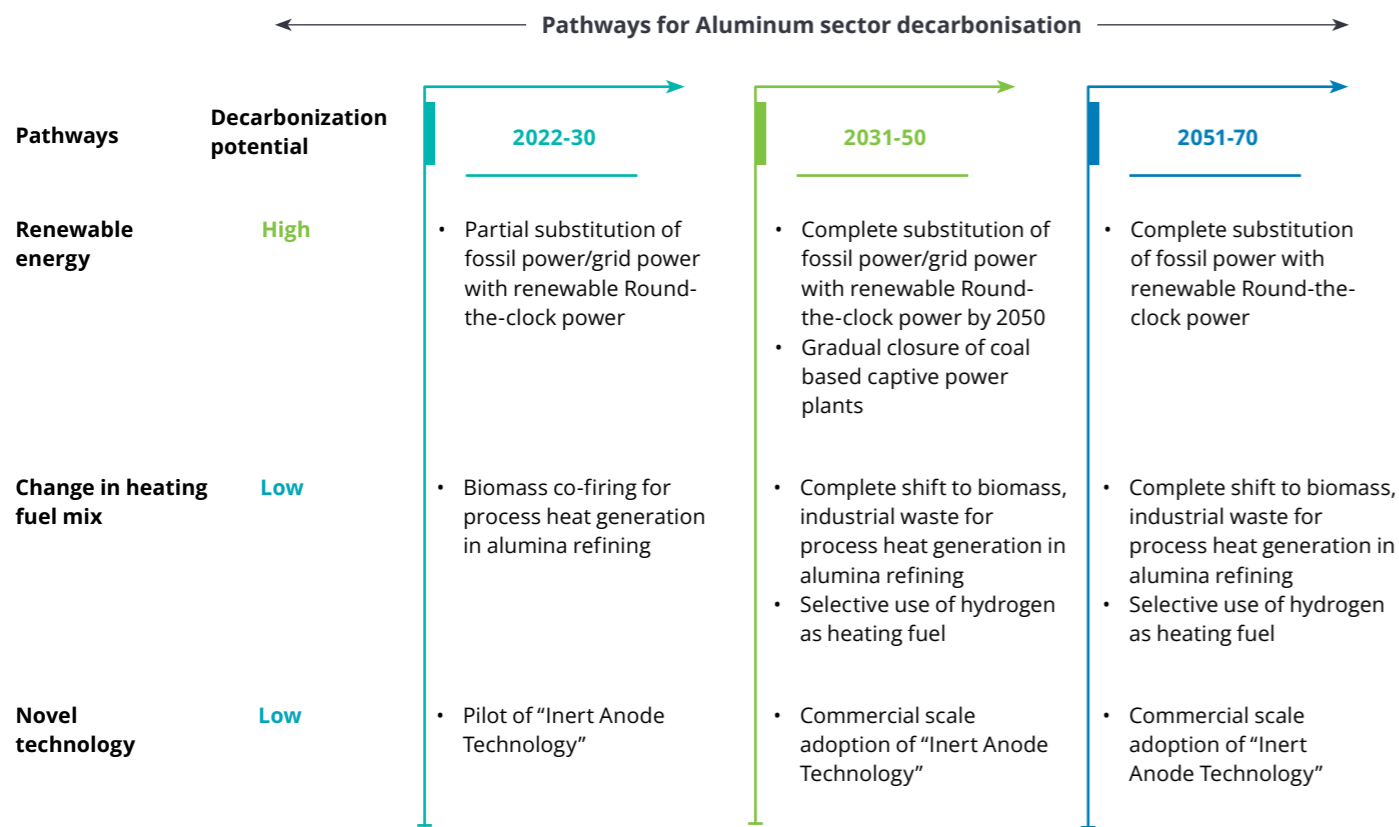 Pathways for Aluminum sector decarbonisation
Pathways
Decarbonization
potential
2022-30
2031-50
2051-70
Renewable
energy
High
• Partial substitution of
fossil power/grid power
with renewable Round-
the-clock power
• Complete substitution of
fossil power/grid power
with renewable Round-
the-clock power by 2050
• Gradual closure of coal
based captive power
plants
• Complete substitution
of fossil power with
renewable Round-the-
clock power
Change in heating
fuel mix
Low
• Biomass co-firing for
process heat generation
in alumina refining
• Complete shift to biomass,
industrial waste for
process heat generation in
alumina refining
• Selective use of hydrogen
as heating fuel
• Complete shift to biomass,
industrial waste for
process heat generation in
alumina refining
• Selective use of hydrogen
as heating fuel
Novel
technology
Low
• Pilot of “Inert Anode
Technology”
• Commercial scale
adoption of “Inert Anode
Technology”
• Commercial scale
adoption of “Inert
Anode Technology”